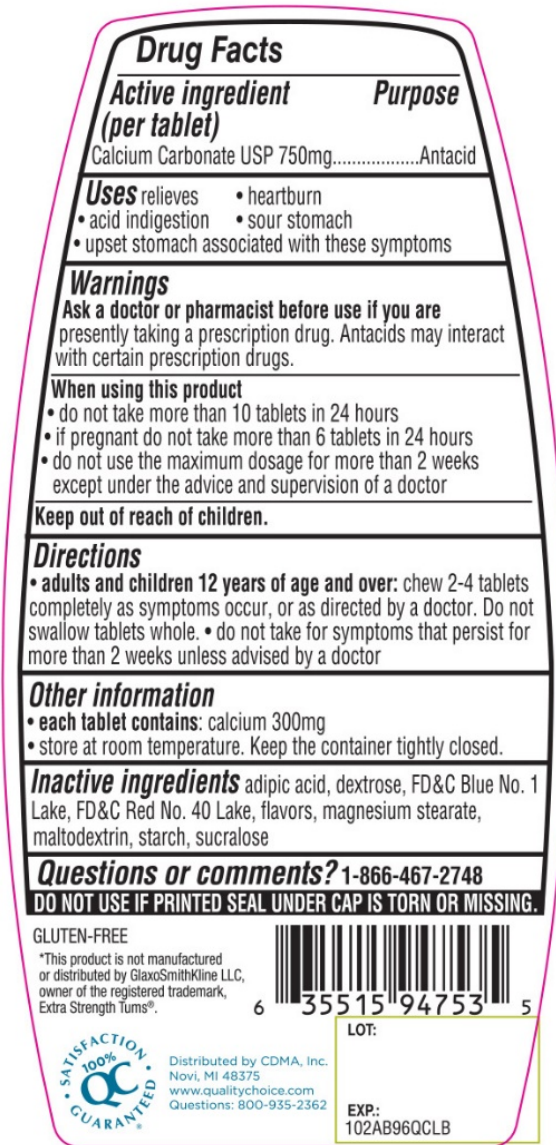 Drug Facts
Active ingredient Purpose
(per tablet)
Calcium Carbonate USP 750mg..................Antacid
Uses relieves • heartburn
• acid indigestion • sour stomach
• upset stomach associated with these symptoms
Warnings
Ask a doctor or pharmacist before use if you are
presently taking a prescription drug. Antacids may interact
with certain prescription drugs.
When using this product
• do not take more than 10 tablets in 24 hours
• if pregnant do not take more than 6 tablets in 24 hours
• do not use the maximum dosage for more than 2 weeks
except under the advice and supervision of a doctor
Keep out of reach of children.
Directions
• adults and children 12 years of age and over: chew 2-4 tablets
completely as symptoms occur, or as directed by a doctor. Do not
swallow tablets whole. • do not take for symptoms that persist for
more than 2 weeks unless advised by a doctor
Other information
• each tablet contains: calcium 300mg
• store at room temperature. Keep the container tightly closed.
Inactive ingredients adipic acid, dextrose, FD&C Blue No. 1
Lake, FD&C Red No. 40 Lake, flavors, magnesium stearate,
maltodextrin, starch, sucralose
Questions or comments? 1-866-467-2748
DO NOT USE IF PRINTED SEAL UNDER CAP IS TORN OR MISSING.
GLUTEN-FREE
*This product is not manufactured
or distributed by GlaxoSmithKline LLC,
owner of the registered trademark,
Extra Strength Tums®.
6 35515 94753 5
SATISFACTION
100%
QC
GUARANTEED®
Distributed by CDMA, Inc.
Novi, MI 48375
www.qualitychoice.com
Questions: 800-935-2362
LOT:
EXP.:
102AB96QCLB